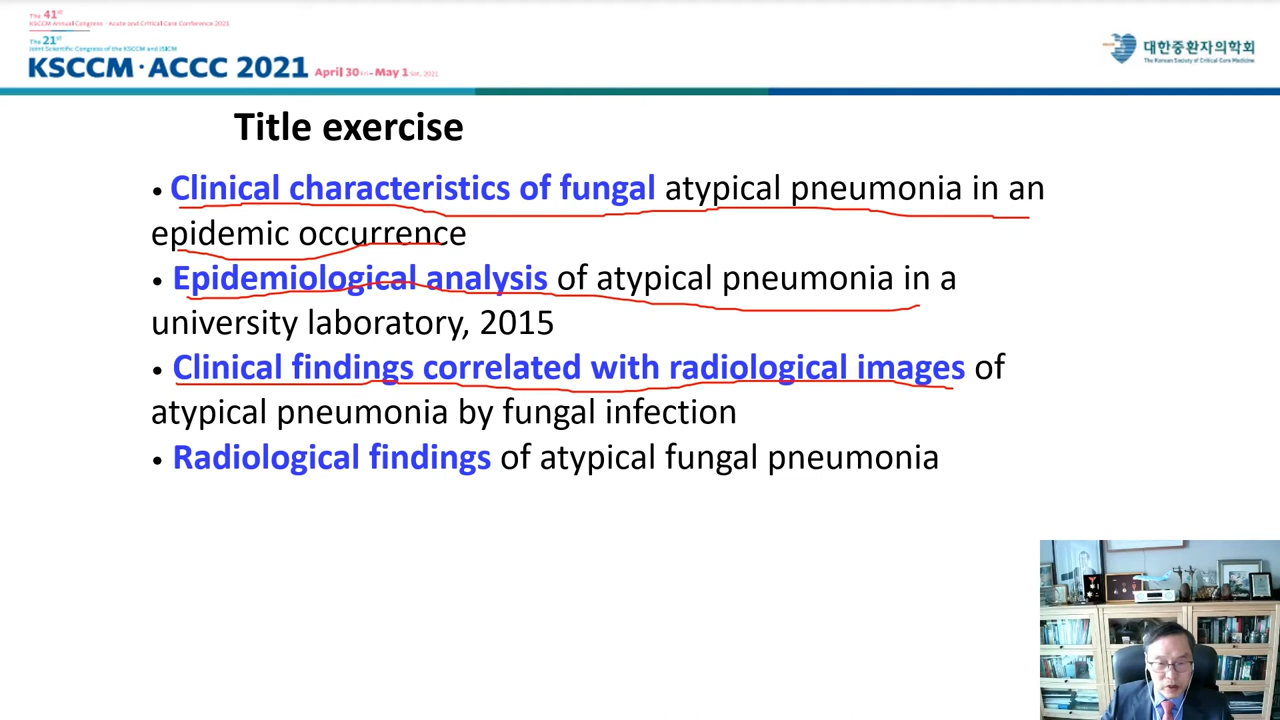 The 41st
KSCCM Annual Congress · Acute and Critical Care Conference 2021
The 21st
Joint Scientific Congress of the KSCCM and JSICM
KSCCM · ACCC 2021 April 30 Fri – May 1 Sat, 2021
대한중환자의학회
The Korean Society of Critical Care Medicine
Title exercise
• Clinical characteristics of fungal atypical pneumonia in an
epidemic occurrence
• Epidemiological analysis of atypical pneumonia in a
university laboratory, 2015
• Clinical findings correlated with radiological images of
atypical pneumonia by fungal infection
• Radiological findings of atypical fungal pneumonia